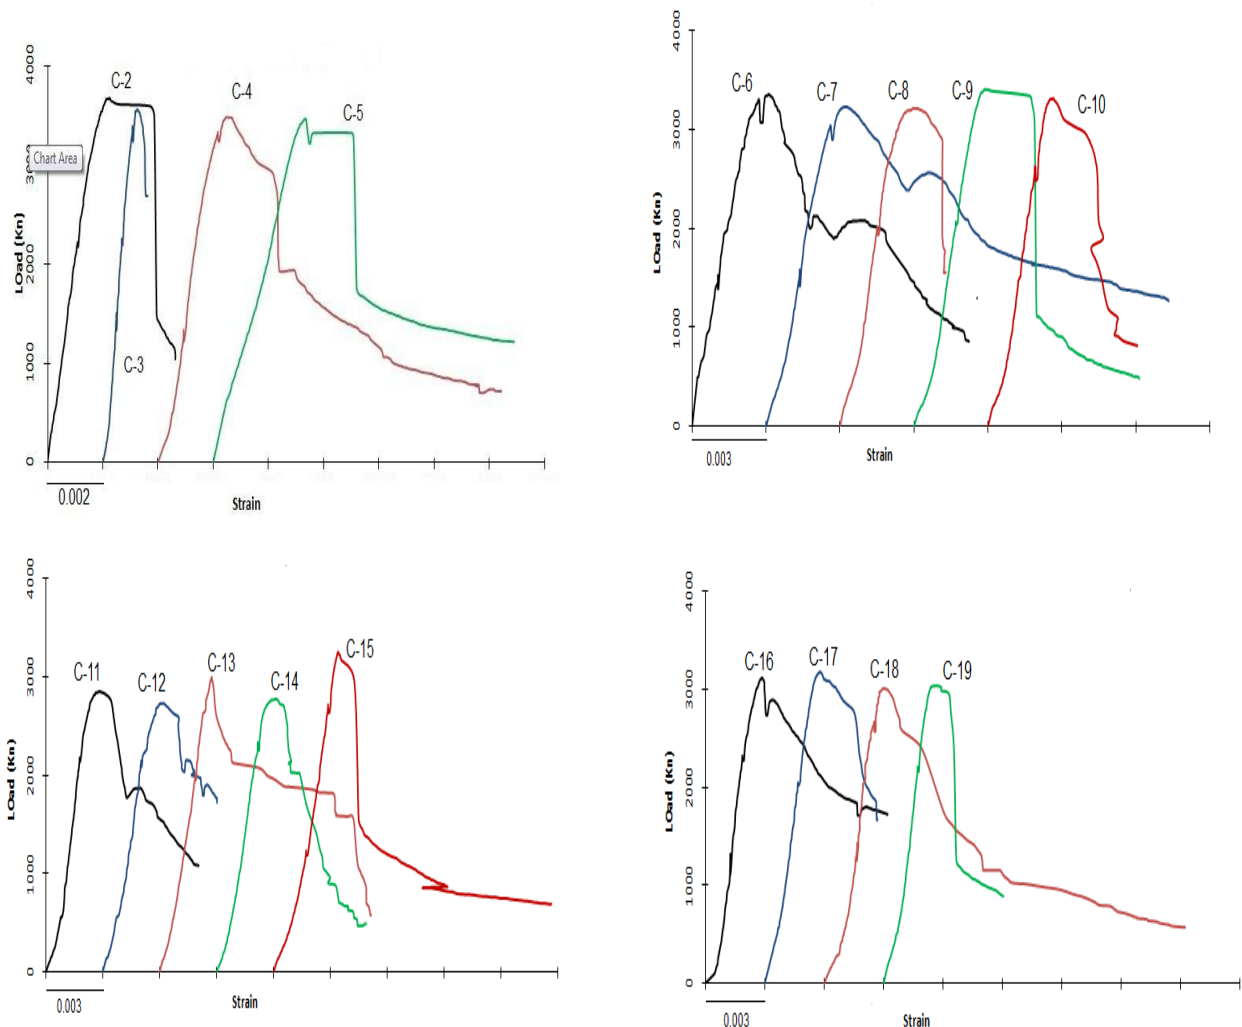 4000
C-2
C-4
C-5
3000
Chart Area
LOad (Kn)
2000
C-3
1000
0
0.002
Strain
4000
C-6
C-7
C-8
C-9
C-10
3000
LOad (Kn)
2000
1000
0
0.003
Strain
4000
C-11
C-12
C-13
C-14
C-15
3000
LOad (Kn)
2000
1000
0
0.003
Strain
4000
C-16
C-17
C-18
C-19
3000
LOad (Kn)
2000
1000
0
0.003
Strain